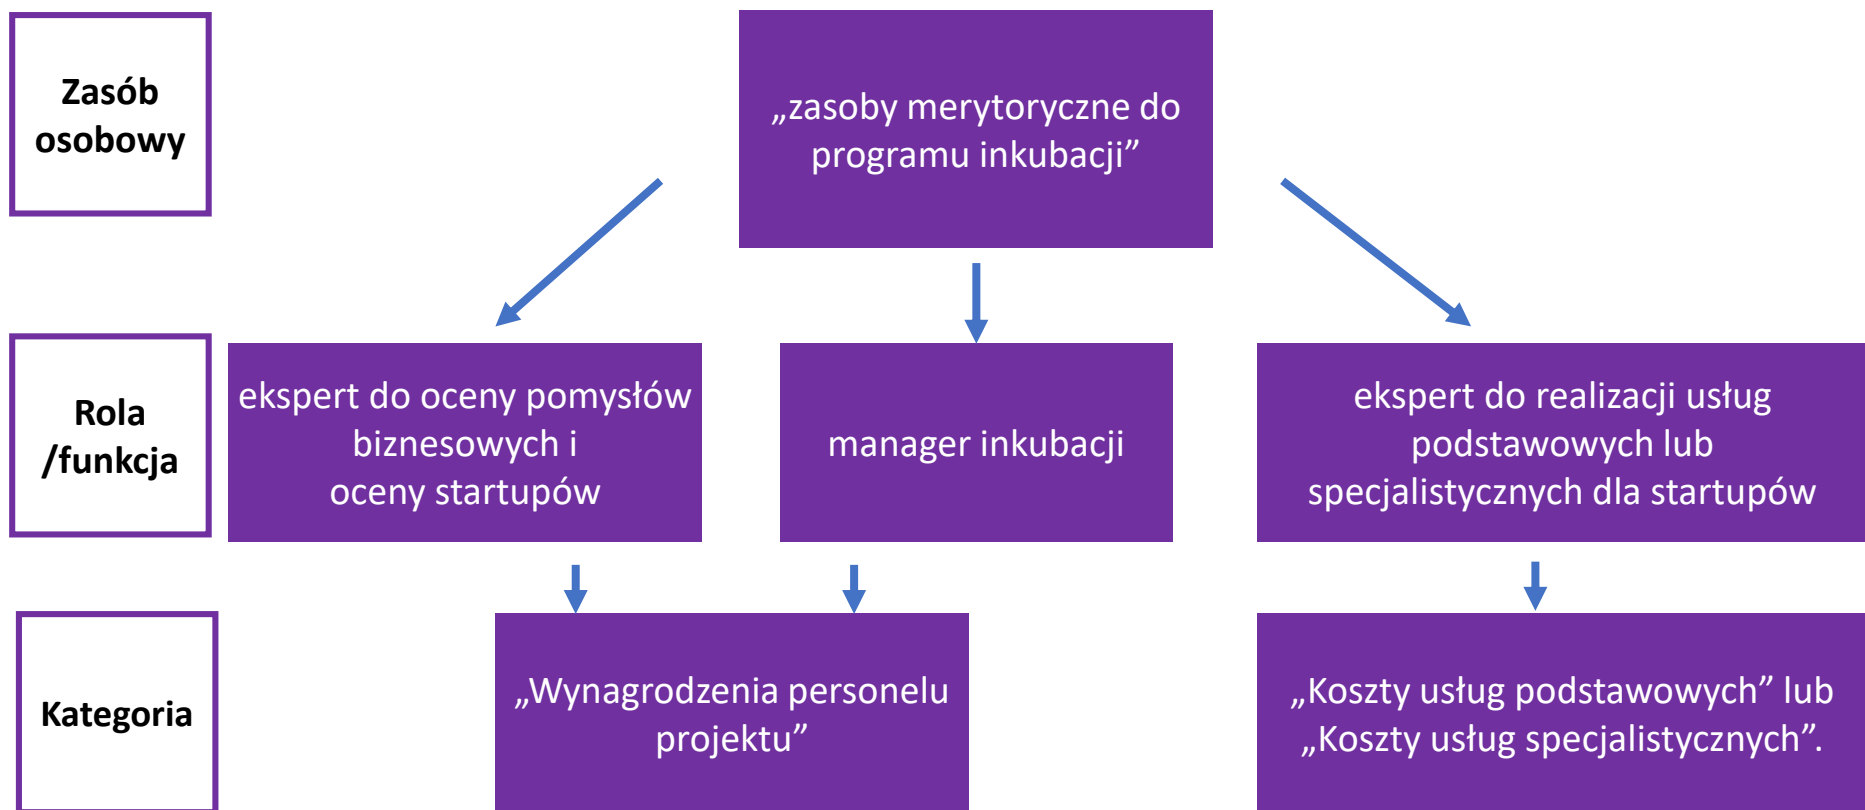 Zasób
osobowy
„zasoby merytoryczne do
programu inkubacji”
Rola
/funkcja
ekspert do oceny pomysłów
biznesowych i
oceny startupów
manager inkubacji
ekspert do realizacji usług
podstawowych lub
specjalistycznych dla startupów
Kategoria
„Wynagrodzenia personelu
projektu”
„Koszty usług podstawowych” lub
„Koszty usług specjalistycznych”.